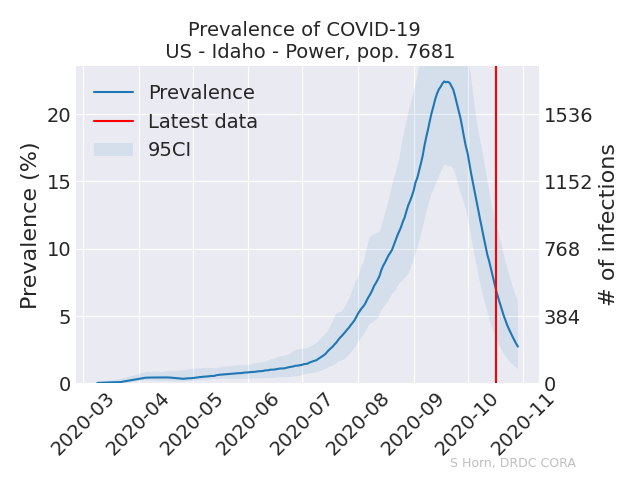 Prevalence of COVID-19
US - Idaho - Power, pop. 7681
Prevalence
Latest data
95CI
Prevalence (%)
20
15
10
5
0
1536
1152
768
384
0
# of infections
2020-03
2020-04
2020-05
2020-06
2020-07
2020-08
2020-09
2020-10
2020-11
S Horn, DRDC CORA